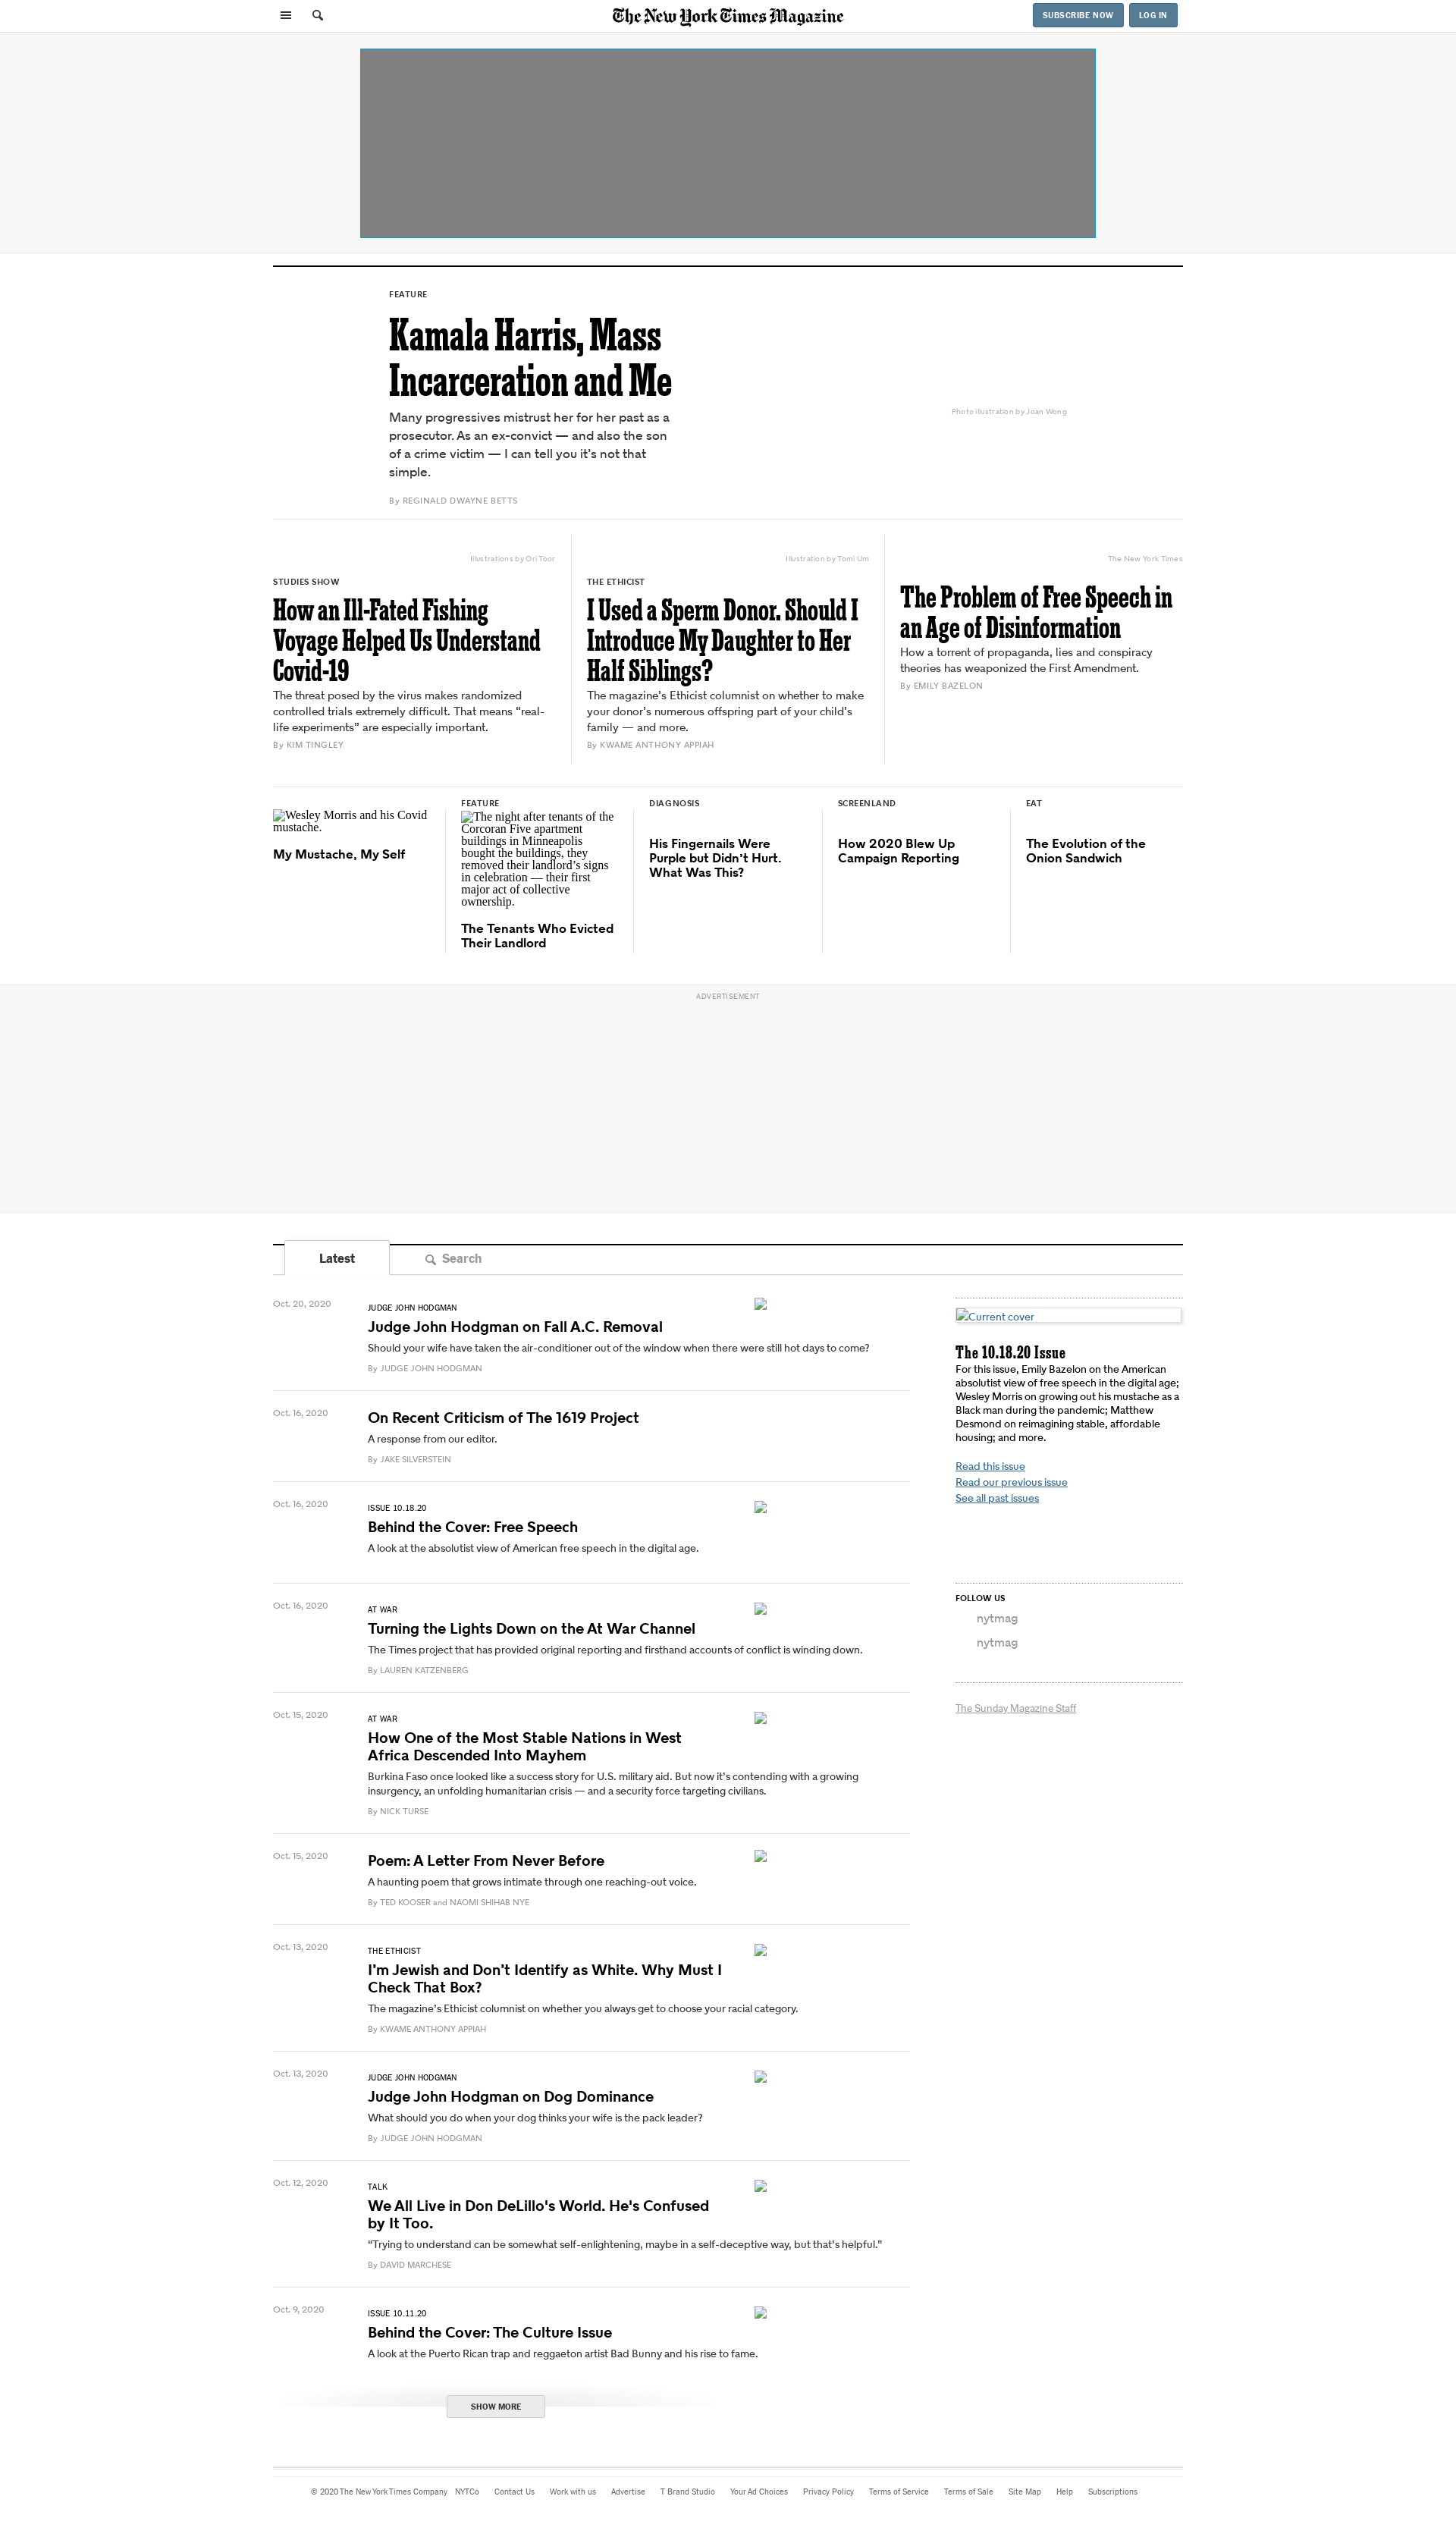 The New York Times Magazine
SUBSCRIBE NOW
LOG IN
FEATURE
Kamala Harris, Mass
Incarceration and Me
Many progressives mistrust her for her past as a
prosecutor. As an ex-convict — and also the son
of a crime victim — I can tell you it’s not that
simple.
By REGINALD DWAYNE BETTS
Photo illustration by Joan Wong
Illustrations by Ori Toor
STUDIES SHOW
How an Ill-Fated Fishing
Voyage Helped Us Understand
Covid-19
The threat posed by the virus makes randomized
controlled trials extremely difficult. That means “real-
life experiments” are especially important.
By KIM TINGLEY
Illustration by Tomi Um
THE ETHICIST
I Used a Sperm Donor. Should I
Introduce My Daughter to Her
Half Siblings?
The magazine’s Ethicist columnist on whether to make
your donor’s numerous offspring part of your child’s
family — and more.
By KWAME ANTHONY APPIAH
The New York Times
The Problem of Free Speech in
an Age of Disinformation
How a torrent of propaganda, lies and conspiracy
theories has weaponized the First Amendment.
By EMILY BAZELON
Wesley Morris and his Covid
mustache.
My Mustache, My Self
FEATURE
The night after tenants of the
Corcoran Five apartment
buildings in Minneapolis
bought the buildings, they
removed their landlord’s signs
in celebration — their first
major act of collective
ownership.
The Tenants Who Evicted
Their Landlord
DIAGNOSIS
His Fingernails Were
Purple but Didn’t Hurt.
What Was This?
SCREENLAND
How 2020 Blew Up
Campaign Reporting
EAT
The Evolution of the
Onion Sandwich
ADVERTISEMENT
Latest
Search
Oct. 20, 2020
JUDGE JOHN HODGMAN
Judge John Hodgman on Fall A.C. Removal
Should your wife have taken the air-conditioner out of the window when there were still hot days to come?
By JUDGE JOHN HODGMAN
Oct. 16, 2020
On Recent Criticism of The 1619 Project
A response from our editor.
By JAKE SILVERSTEIN
Oct. 16, 2020
ISSUE 10.18.20
Behind the Cover: Free Speech
A look at the absolutist view of American free speech in the digital age.
Oct. 16, 2020
AT WAR
Turning the Lights Down on the At War Channel
The Times project that has provided original reporting and firsthand accounts of conflict is winding down.
By LAUREN KATZENBERG
Oct. 15, 2020
AT WAR
How One of the Most Stable Nations in West
Africa Descended Into Mayhem
Burkina Faso once looked like a success story for U.S. military aid. But now it’s contending with a growing
insurgency, an unfolding humanitarian crisis — and a security force targeting civilians.
By NICK TURSE
Oct. 15, 2020
Poem: A Letter From Never Before
A haunting poem that grows intimate through one reaching-out voice.
By TED KOOSER and NAOMI SHIHAB NYE
Oct. 13, 2020
THE ETHICIST
I’m Jewish and Don’t Identify as White. Why Must I
Check That Box?
The magazine’s Ethicist columnist on whether you always get to choose your racial category.
By KWAME ANTHONY APPIAH
Oct. 13, 2020
JUDGE JOHN HODGMAN
Judge John Hodgman on Dog Dominance
What should you do when your dog thinks your wife is the pack leader?
By JUDGE JOHN HODGMAN
Oct. 12, 2020
TALK
We All Live in Don DeLillo's World. He's Confused
by It Too.
“Trying to understand can be somewhat self-enlightening, maybe in a self-deceptive way, but that’s helpful.”
By DAVID MARCHESE
Oct. 9, 2020
ISSUE 10.11.20
Behind the Cover: The Culture Issue
A look at the Puerto Rican trap and reggaeton artist Bad Bunny and his rise to fame.
SHOW MORE
Current cover
The 10.18.20 Issue
For this issue, Emily Bazelon on the American
absolutist view of free speech in the digital age;
Wesley Morris on growing out his mustache as a
Black man during the pandemic; Matthew
Desmond on reimagining stable, affordable
housing; and more.
Read this issue
Read our previous issue
See all past issues
FOLLOW US
nytmag
nytmag
The Sunday Magazine Staff
© 2020 The New York Times Company NYTCo Contact Us Work with us Advertise T Brand Studio Your Ad Choices Privacy Policy Terms of Service Terms of Sale Site Map Help Subscriptions